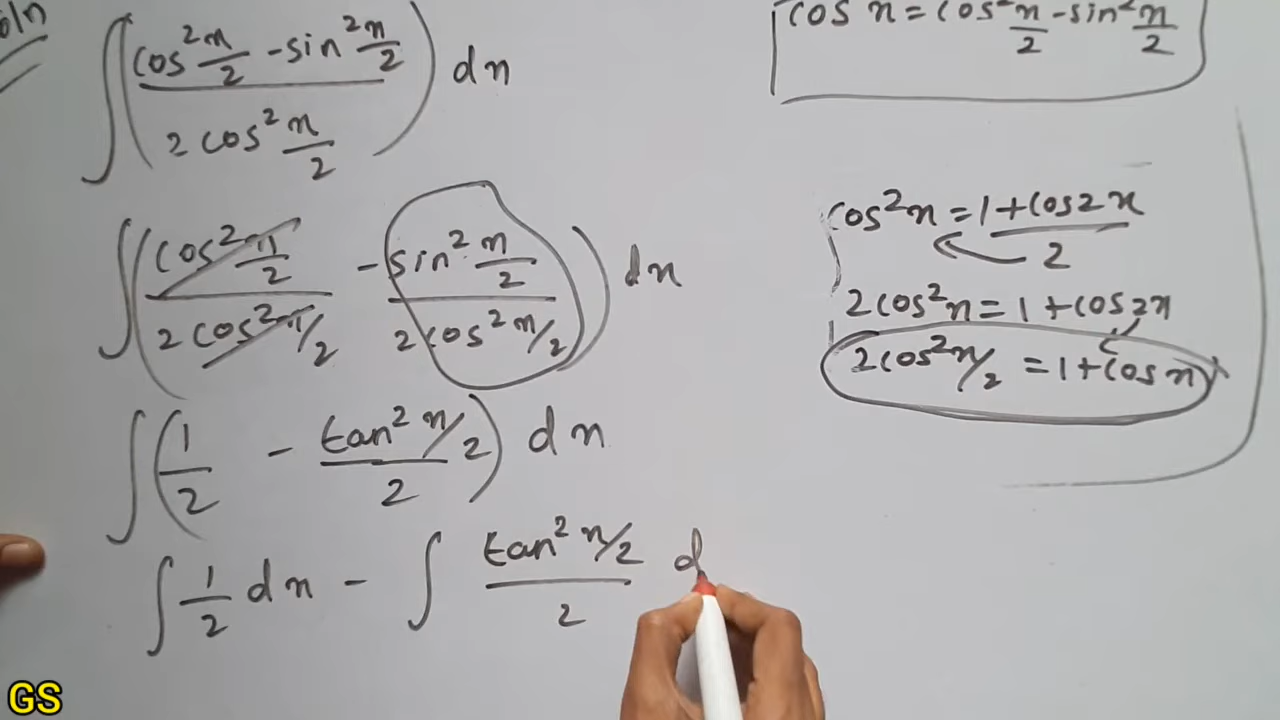 soln
∫(cos²x/2 - sin²x/2 / 2cos²x/2) dx
∫(cos²x/2 / 2cos²x/2 - sin²x/2 / 2cos²x/2) dx
∫(1/2 - tan²x/2 / 2) dx
∫ 1/2 dx - ∫ tan²x/2 / 2 d
cos x = cos²x/2 - sin²x/2
cos²x = 1 + cos2x / 2
2cos²x = 1 + cos2x
2cos²x/2 = 1 + cos x
GS